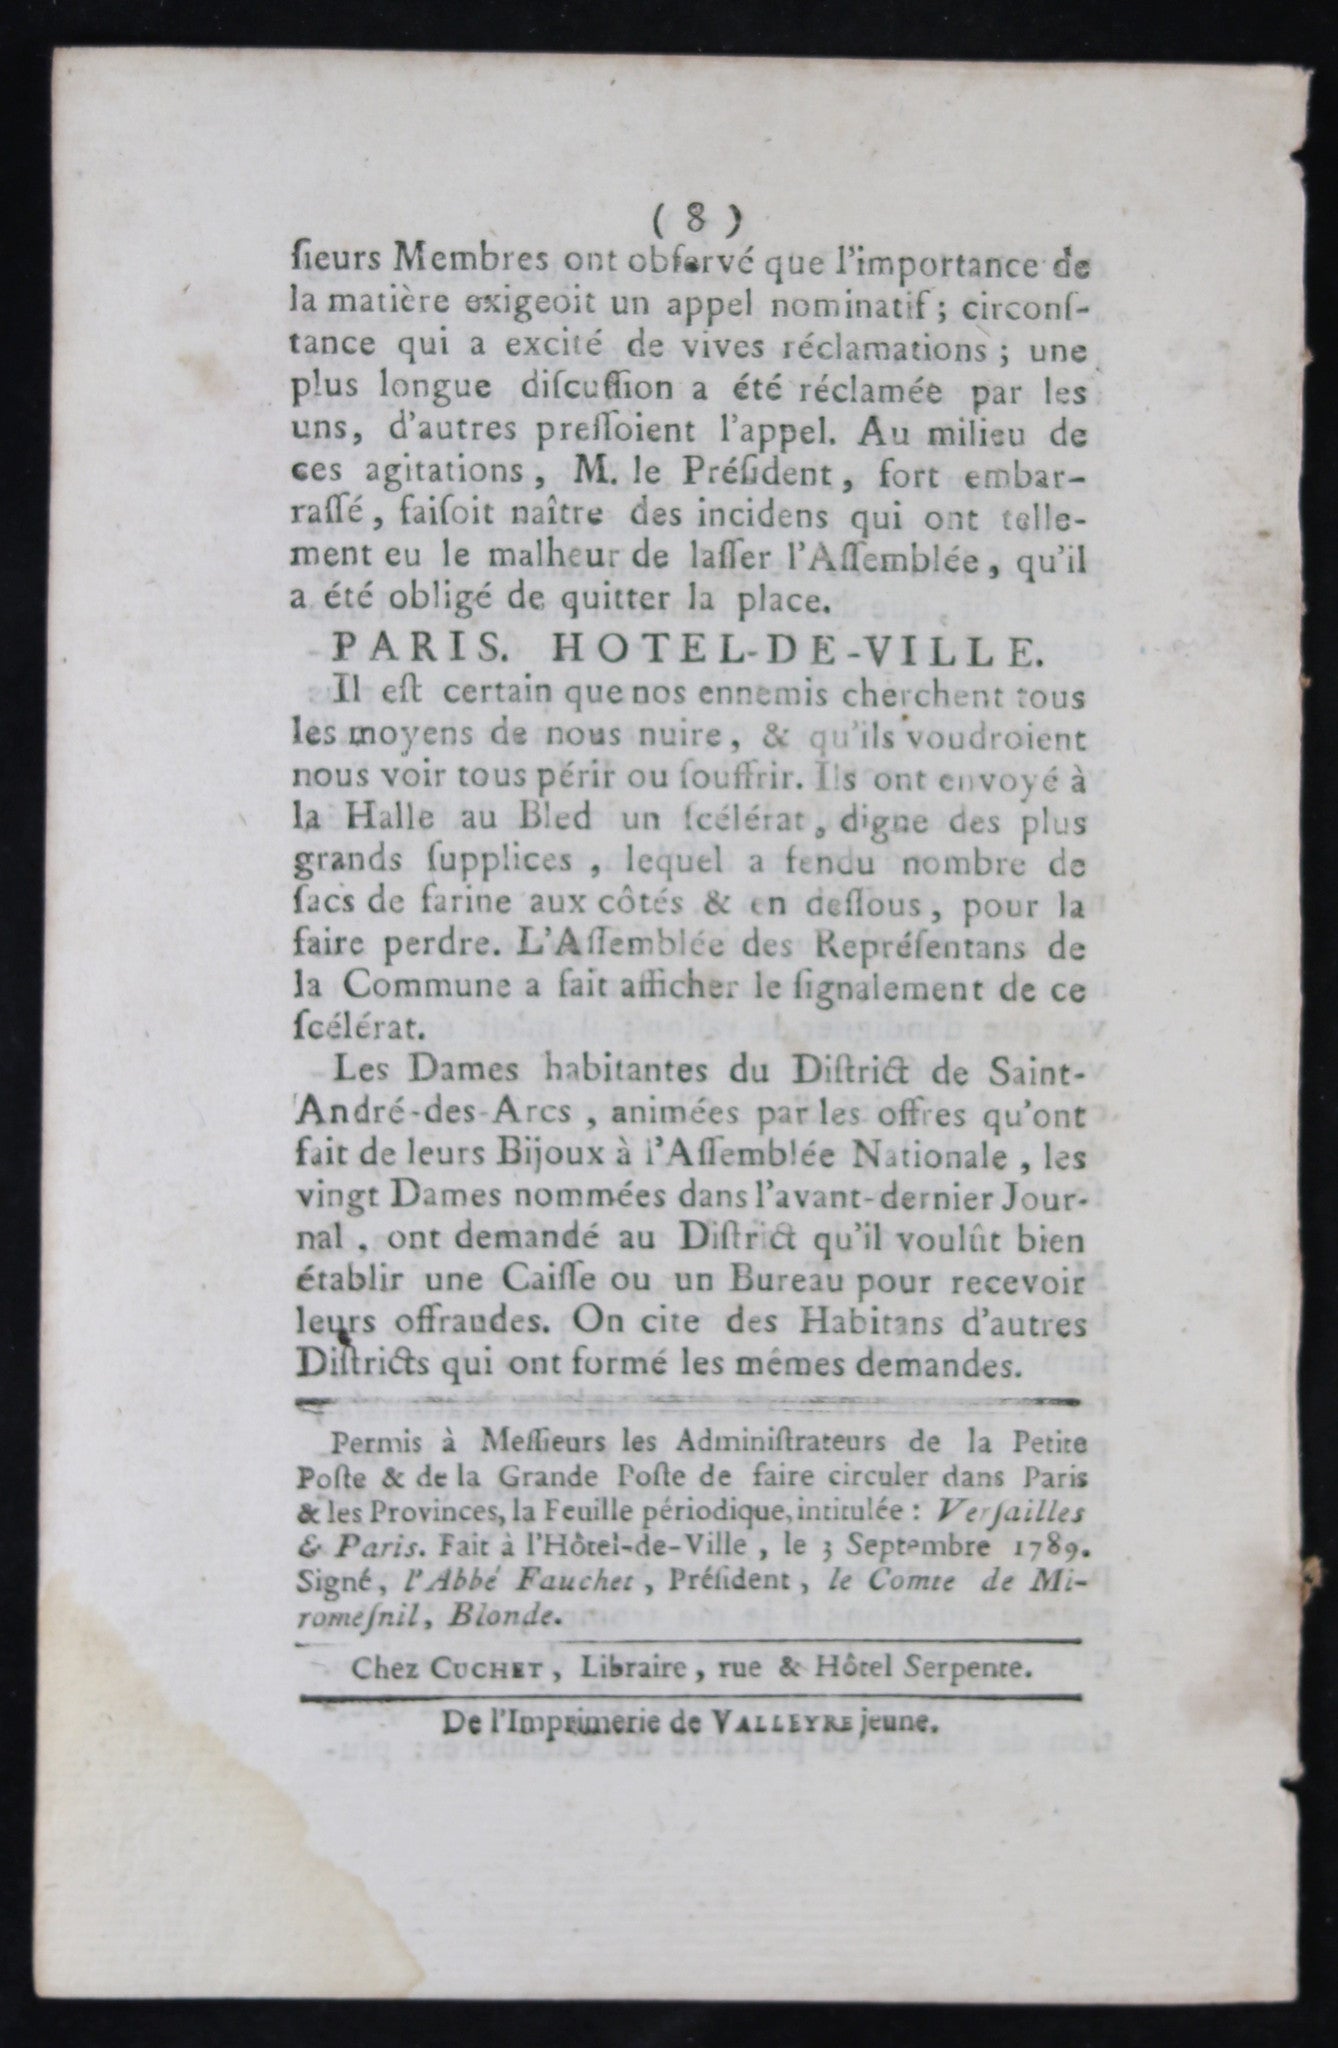 ( 8 )
ſieurs Membres ont obſervé que l'importance de
la matière exigeoit un appel nominatif ; circonſ-
tance qui a excité de vives réclamations ; une
plus longue diſcuſſion a été réclamée par les
uns, d'autres preſſoient l'appel. Au milieu de
ces agitations, M. le Préſident, fort embar-
raſſé, faiſoit naître des incidens qui ont telle-
ment eu le malheur de laſſer l'Aſſemblée, qu'il
a été obligé de quitter la place.
PARIS. HOTEL-DE-VILLE.
Il eſt certain que nos ennemis cherchent tous
les moyens de nous nuire, & qu'ils voudroient
nous voir tous périr ou ſouffrir. Ils ont envoyé à
la Halle au Bled un ſcélérat, digne des plus
grands ſupplices, lequel a fendu nombre de
ſacs de farine aux côtés & en deſſous, pour la
faire perdre. L'Aſſemblée des Repréſentans de
la Commune a fait afficher le ſignalement de ce
ſcélérat.
Les Dames habitantes du Diſtrict de Saint-
André-des-Arcs, animées par les offres qu'ont
fait de leurs Bijoux à l'Aſſemblée Nationale, les
vingt Dames nommées dans l'avant-dernier Jour-
nal, ont demandé au Diſtrict qu'il voulût bien
établir une Caiſſe ou un Bureau pour recevoir
leurs offraudes. On cite des Habitans d'autres
Diſtricts qui ont formé les mêmes demandes.
Permis à Meſſieurs les Adminiſtrateurs de la Petite
Poſte & de la Grande Poſte de faire circuler dans Paris
& les Provinces, la Feuille périodique, intitulée : Verſailles
& Paris. Fait à l'Hôtel-de-Ville, le 3 Septembre 1789.
Signé, l'Abbé Fauchet, Préſident, le Comte de Mi-
romeſnil, Blonde.
Chez CUCHET, Libraire, rue & Hôtel Serpente.
De l'Imprimerie de VALLEYRE jeune.